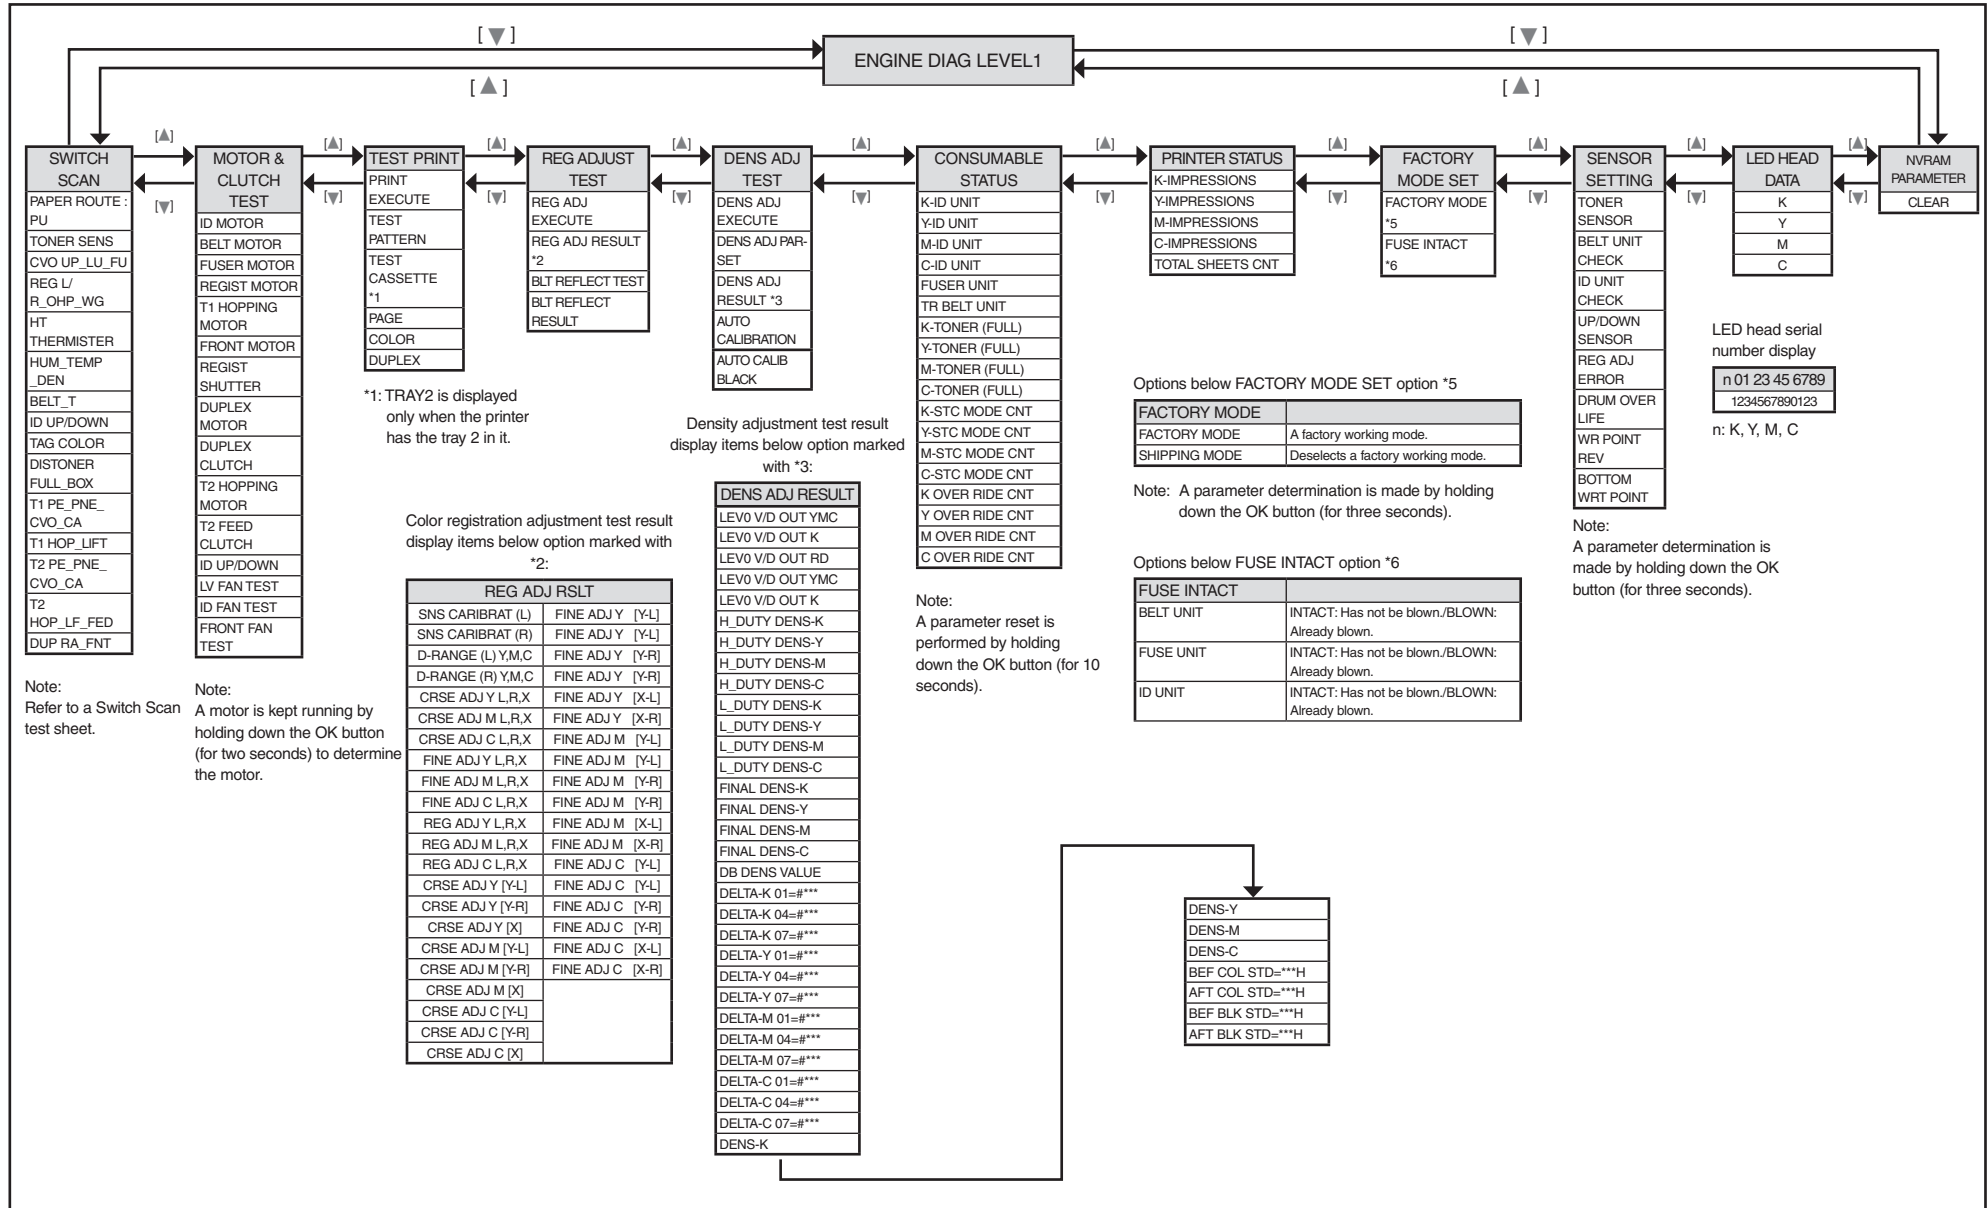 [▼]
[▼]
ENGINE DIAG LEVEL1
[▲]
[▲]
[▲]
[▲]
[▲]
[▲]
[▲]
[▲]
[▲]
[▲]
[▲]
[▲]
[▼]
[▼]
[▼]
[▼]
[▼]
[▼]
[▼]
[▼]
[▼]
[▼]
SWITCH
SCAN
PAPER ROUTE :
PU
TONER SENS
CVO UP_LU_FU
REG L/
R_OHP_WG
HT
THERMISTER
HUM_TEMP
_DEN
BELT_T
ID UP/DOWN
TAG COLOR
DISTONER
FULL_BOX
T1 PE_PNE_
CVO_CA
T1 HOP_LIFT
T2 PE_PNE_
CVO_CA
T2
HOP_LF_FED
DUP RA_FNT
Note:
Refer to a Switch Scan
test sheet.
MOTOR &
CLUTCH
TEST
ID MOTOR
BELT MOTOR
FUSER MOTOR
REGIST MOTOR
T1 HOPPING
MOTOR
FRONT MOTOR
REGIST
SHUTTER
DUPLEX
MOTOR
DUPLEX
CLUTCH
T2 HOPPING
MOTOR
T2 FEED
CLUTCH
ID UP/DOWN
LV FAN TEST
ID FAN TEST
FRONT FAN
TEST
Note:
A motor is kept running by
holding down the OK button
(for two seconds) to determine
the motor.
TEST PRINT
PRINT
EXECUTE
TEST
PATTERN
TEST
CASSETTE
*1
PAGE
COLOR
DUPLEX
*1: TRAY2 is displayed
only when the printer
has the tray 2 in it.
REG ADJUST
TEST
REG ADJ
EXECUTE
REG ADJ RESULT
*2
BLT REFLECT TEST
BLT REFLECT
RESULT
Color registration adjustment test result
display items below option marked with
*2:
REG ADJ RSLT
SNS CARIBRAT (L) FINE ADJ Y [Y-L]
SNS CARIBRAT (R) FINE ADJ Y [Y-L]
D-RANGE (L) Y,M,C FINE ADJ Y [Y-R]
D-RANGE (R) Y,M,C FINE ADJ Y [Y-R]
CRSE ADJ Y L,R,X FINE ADJ Y [X-L]
CRSE ADJ M L,R,X FINE ADJ Y [X-R]
CRSE ADJ C L,R,X FINE ADJ M [Y-L]
FINE ADJ Y L,R,X FINE ADJ M [Y-L]
FINE ADJ M L,R,X FINE ADJ M [Y-R]
FINE ADJ C L,R,X FINE ADJ M [Y-R]
REG ADJ Y L,R,X FINE ADJ M [X-L]
REG ADJ M L,R,X FINE ADJ M [X-R]
REG ADJ C L,R,X FINE ADJ C [Y-L]
CRSE ADJ Y [Y-L] FINE ADJ C [Y-L]
CRSE ADJ Y [Y-R] FINE ADJ C [Y-R]
CRSE ADJ Y [X] FINE ADJ C [Y-R]
CRSE ADJ M [Y-L] FINE ADJ C [X-L]
CRSE ADJ M [Y-R] FINE ADJ C [X-R]
CRSE ADJ M [X]
CRSE ADJ C [Y-L]
CRSE ADJ C [Y-R]
CRSE ADJ C [X]
DENS ADJ
TEST
DENS ADJ
EXECUTE
DENS ADJ PAR-
SET
DENS ADJ
RESULT *3
AUTO
CALIBRATION
AUTO CALIB
BLACK
Density adjustment test result
display items below option marked
with *3:
DENS ADJ RESULT
LEV0 V/D OUT YMC
LEV0 V/D OUT K
LEV0 V/D OUT RD
LEV0 V/D OUT YMC
LEV0 V/D OUT K
H_DUTY DENS-K
H_DUTY DENS-Y
H_DUTY DENS-M
H_DUTY DENS-C
L_DUTY DENS-K
L_DUTY DENS-Y
L_DUTY DENS-M
L_DUTY DENS-C
FINAL DENS-K
FINAL DENS-Y
FINAL DENS-M
FINAL DENS-C
DB DENS VALUE
DELTA-K 01=#***
DELTA-K 04=#***
DELTA-K 07=#***
DELTA-Y 01=#***
DELTA-Y 04=#***
DELTA-Y 07=#***
DELTA-M 01=#***
DELTA-M 04=#***
DELTA-M 07=#***
DELTA-C 01=#***
DELTA-C 04=#***
DELTA-C 07=#***
DENS-K
DENS-Y
DENS-M
DENS-C
BEF COL STD=***H
AFT COL STD=***H
BEF BLK STD=***H
AFT BLK STD=***H
CONSUMABLE
STATUS
K-ID UNIT
Y-ID UNIT
M-ID UNIT
C-ID UNIT
FUSER UNIT
TR BELT UNIT
K-TONER (FULL)
Y-TONER (FULL)
M-TONER (FULL)
C-TONER (FULL)
K-STC MODE CNT
Y-STC MODE CNT
M-STC MODE CNT
C-STC MODE CNT
K OVER RIDE CNT
Y OVER RIDE CNT
M OVER RIDE CNT
C OVER RIDE CNT
Note:
A parameter reset is
performed by holding
down the OK button (for 10
seconds).
PRINTER STATUS
K-IMPRESSIONS
Y-IMPRESSIONS
M-IMPRESSIONS
C-IMPRESSIONS
TOTAL SHEETS CNT
FACTORY
MODE SET
FACTORY MODE
*5
FUSE INTACT
*6
Options below FACTORY MODE SET option *5
FACTORY MODE
FACTORY MODE A factory working mode.
SHIPPING MODE Deselects a factory working mode.
Note: A parameter determination is made by holding
down the OK button (for three seconds).
Options below FUSE INTACT option *6
FUSE INTACT
BELT UNIT INTACT: Has not be blown./BLOWN:
Already blown.
FUSE UNIT INTACT: Has not be blown./BLOWN:
Already blown.
ID UNIT INTACT: Has not be blown./BLOWN:
Already blown.
SENSOR
SETTING
TONER
SENSOR
BELT UNIT
CHECK
ID UNIT
CHECK
UP/DOWN
SENSOR
REG ADJ
ERROR
DRUM OVER
LIFE
WR POINT
REV
BOTTOM
WRT POINT
Note:
A parameter determination is
made by holding down the OK
button (for three seconds).
LED HEAD
DATA
K
Y
M
C
LED head serial
number display
n 01 23 45 6789
1234567890123
n: K, Y, M, C
NVRAM
PARAMETER
CLEAR